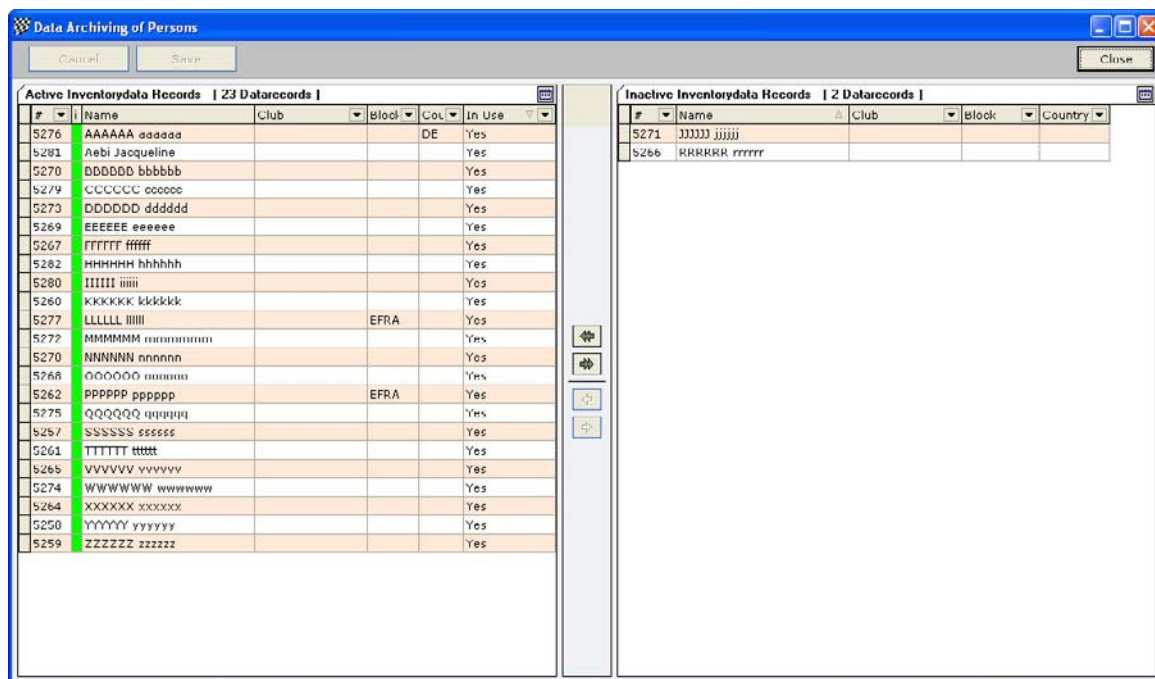 Data Archiving of Persons
Cancel Save Close
Active Inventorydata Records [ 23 Datarecords ]
# i Name Club Block Cou In Use
5276 AAAAAA aaaaaa DE Yes
5281 Aebi Jacqueline Yes
5278 BBBBBB bbbbbb Yes
5279 CCCCCC cccccc Yes
5273 DDDDDD dddddd Yes
5269 EEEEEE eeeeee Yes
5267 FFFFFF ffffff Yes
5282 HHHHHH hhhhhh Yes
5280 IIIIII iiiiii Yes
5260 KKKKKK kkkkkk Yes
5277 LLLLLL llllll EFRA Yes
5272 MMMMMM mmmmmm Yes
5270 NNNNNN nnnnnn Yes
5268 OOOOOO oooooo Yes
5262 PPPPPP pppppp EFRA Yes
5275 QQQQQQ qqqqqq Yes
5257 SSSSSS ssssss Yes
5261 TTTTTT tttttt Yes
5265 VVVVVV vvvvvv Yes
5274 WWWWWW wwwwww Yes
5264 XXXXXX xxxxxx Yes
5258 YYYYYY yyyyyy Yes
5259 ZZZZZZ zzzzzz Yes
Inactive Inventorydata Records [ 2 Datarecords ]
# Name Club Block Country
5271 JJJJJJ jjjjjj
5266 RRRRRR rrrrrr